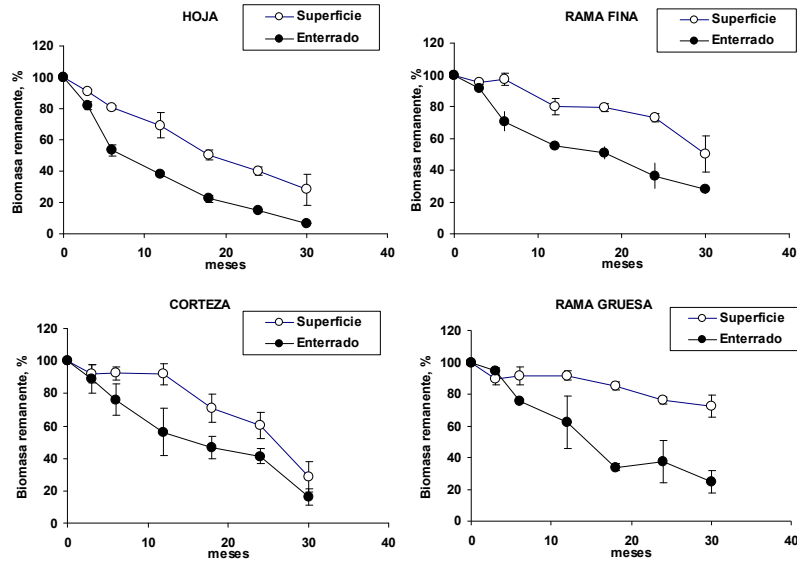 HOJA
Superficie
Enterrado
Biomasa remanente, %
120
100
80
60
40
20
0
0 10 20 30 40
meses
RAMA FINA
Superficie
Enterrado
Biomasa remanente, %
120
100
80
60
40
20
0
0 10 20 30 40
meses
CORTEZA
Superficie
Enterrado
Biomasa remanente, %
120
100
80
60
40
20
0
0 10 20 30 40
meses
RAMA GRUESA
Superficie
Enterrado
Biomasa remanente, %
120
100
80
60
40
20
0
0 10 20 30 40
meses